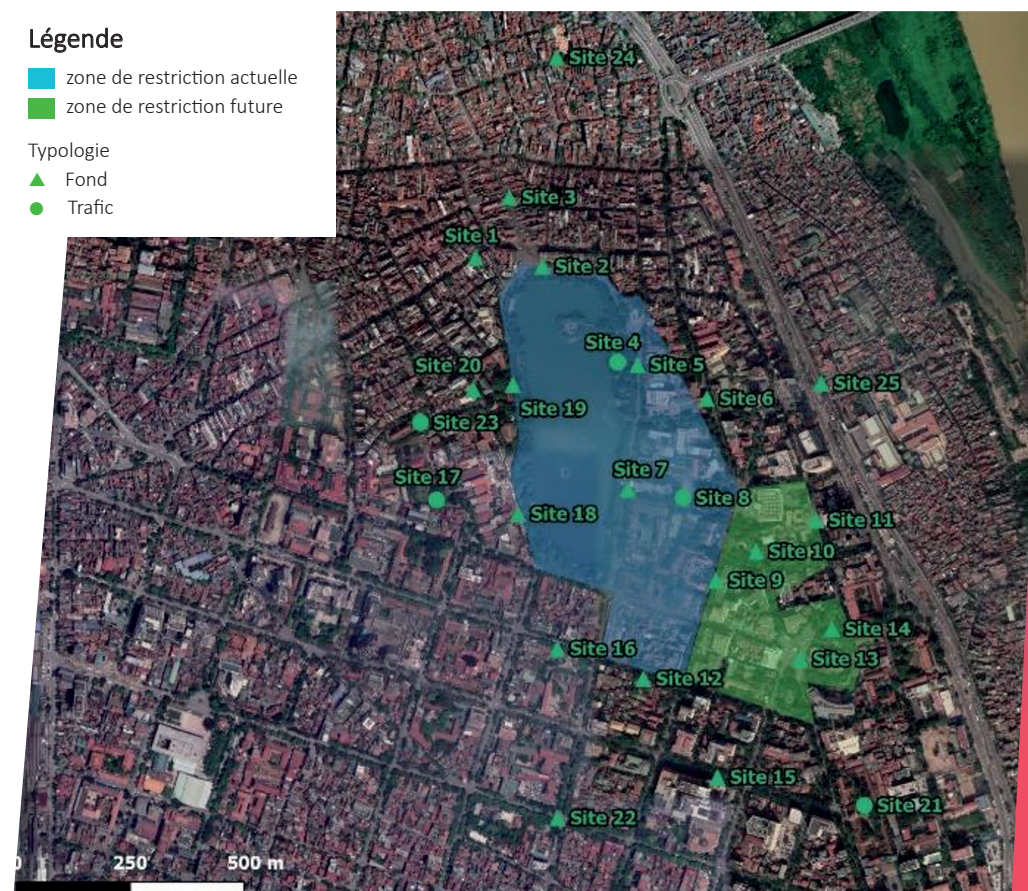 Légende
zone de restriction actuelle
zone de restriction future
Typologie
Fond
Trafic
Site 24
Site 3
Site 1
Site 2
Site 4
Site 5
Site 20
Site 19
Site 6
Site 25
Site 23
Site 17
Site 7
Site 8
Site 18
Site 11
Site 10
Site 9
Site 14
Site 16
Site 13
Site 12
Site 15
Site 21
Site 22
0 250 500 m